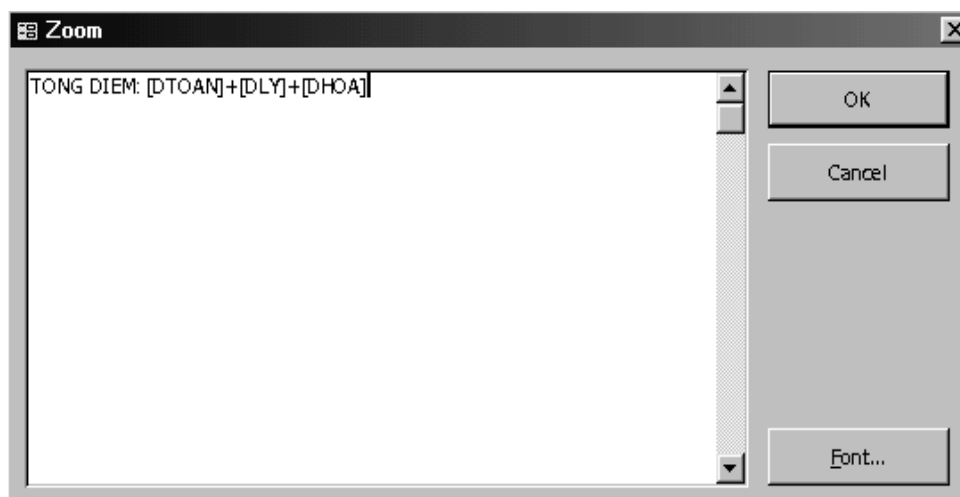 Zoom
TONG DIEM: [DTOAN]+[DLY]+[DHOA]
OK
Cancel
Font...